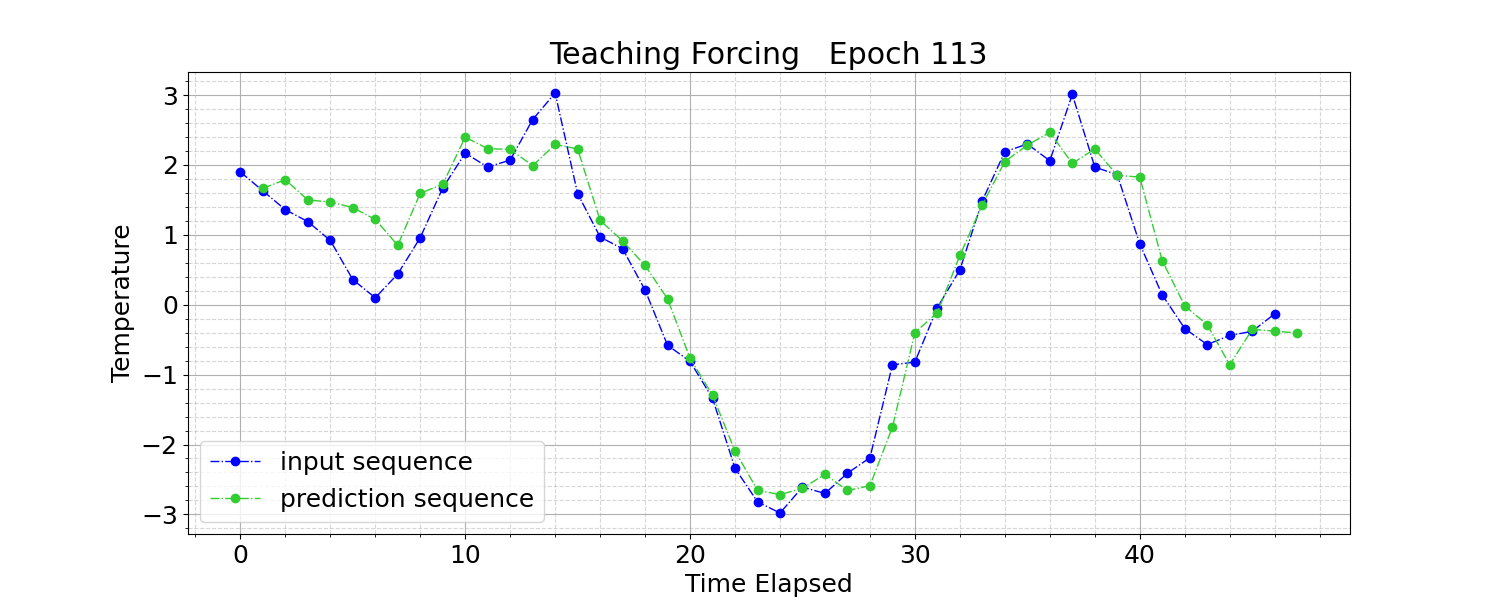 Teaching Forcing   Epoch 113
3
2
1
0
−1
−2
−3
Temperature
input sequence
prediction sequence
0 10 20 30 40
Time Elapsed